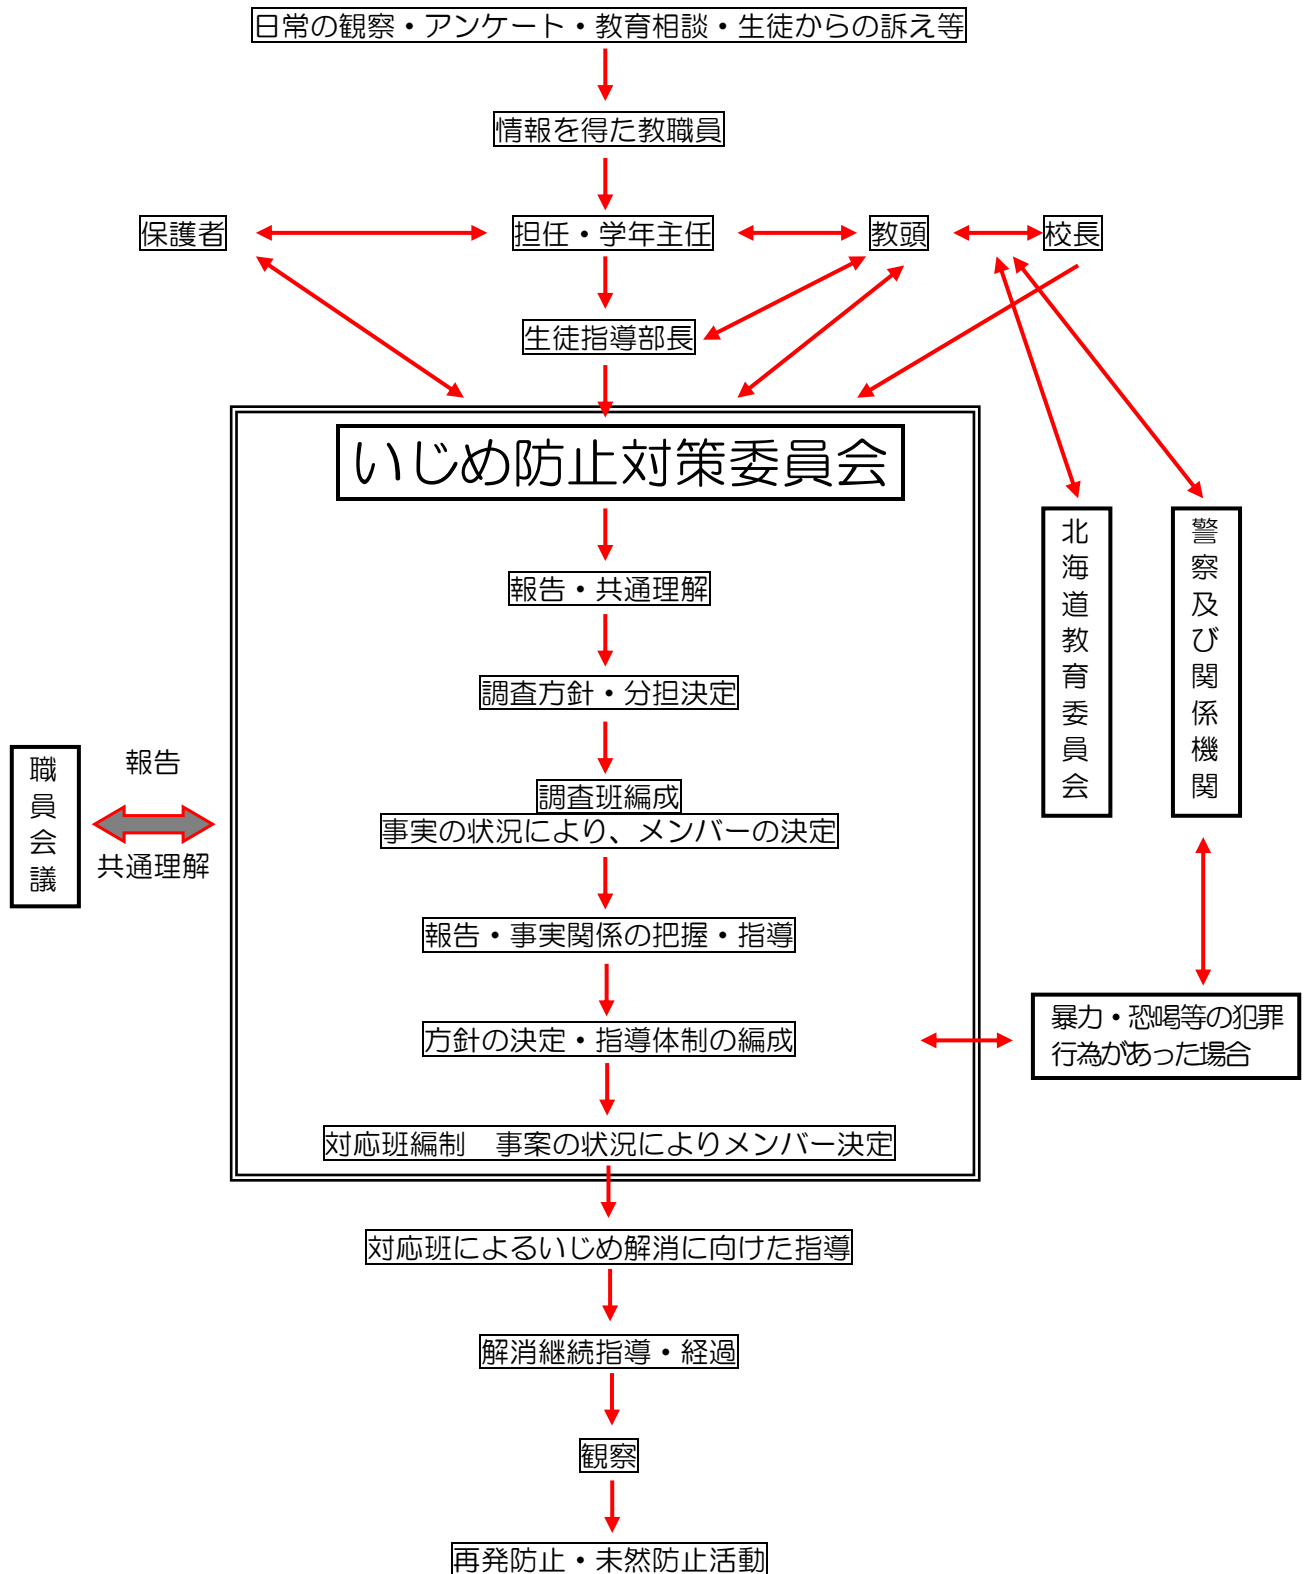 日常の観察・アンケート・教育相談・生徒からの訴え等
情報を得た教職員
保護者
担任・学年主任
教頭
校長
生徒指導部長
いじめ防止対策委員会
報告・共通理解
調査方針・分担決定
調査班編成
事実の状況により、メンバーの決定
報告・事実関係の把握・指導
方針の決定・指導体制の編成
対応班編制　事案の状況によりメンバー決定
職員会議
報告
共通理解
北海道教育委員会
警察及び関係機関
暴力・恐喝等の犯罪
行為があった場合
対応班によるいじめ解消に向けた指導
解消継続指導・経過
観察
再発防止・未然防止活動